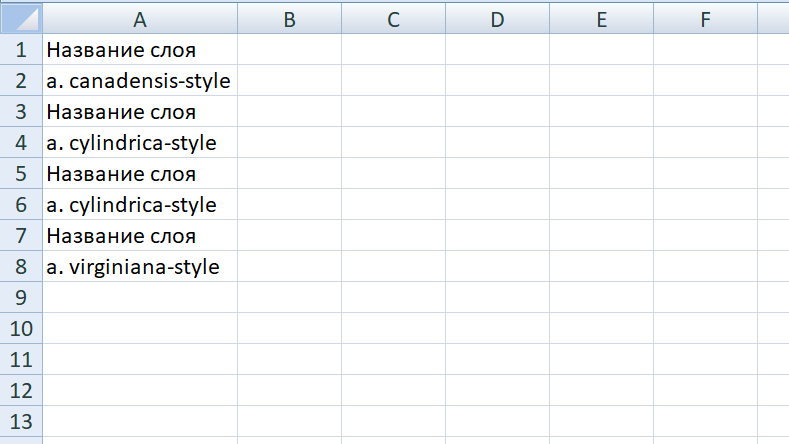 A B C D E F
1 Название слоя
2 a. canadensis-style
3 Название слоя
4 a. cylindrica-style
5 Название слоя
6 a. cylindrica-style
7 Название слоя
8 a. virginiana-style
9
10
11
12
13